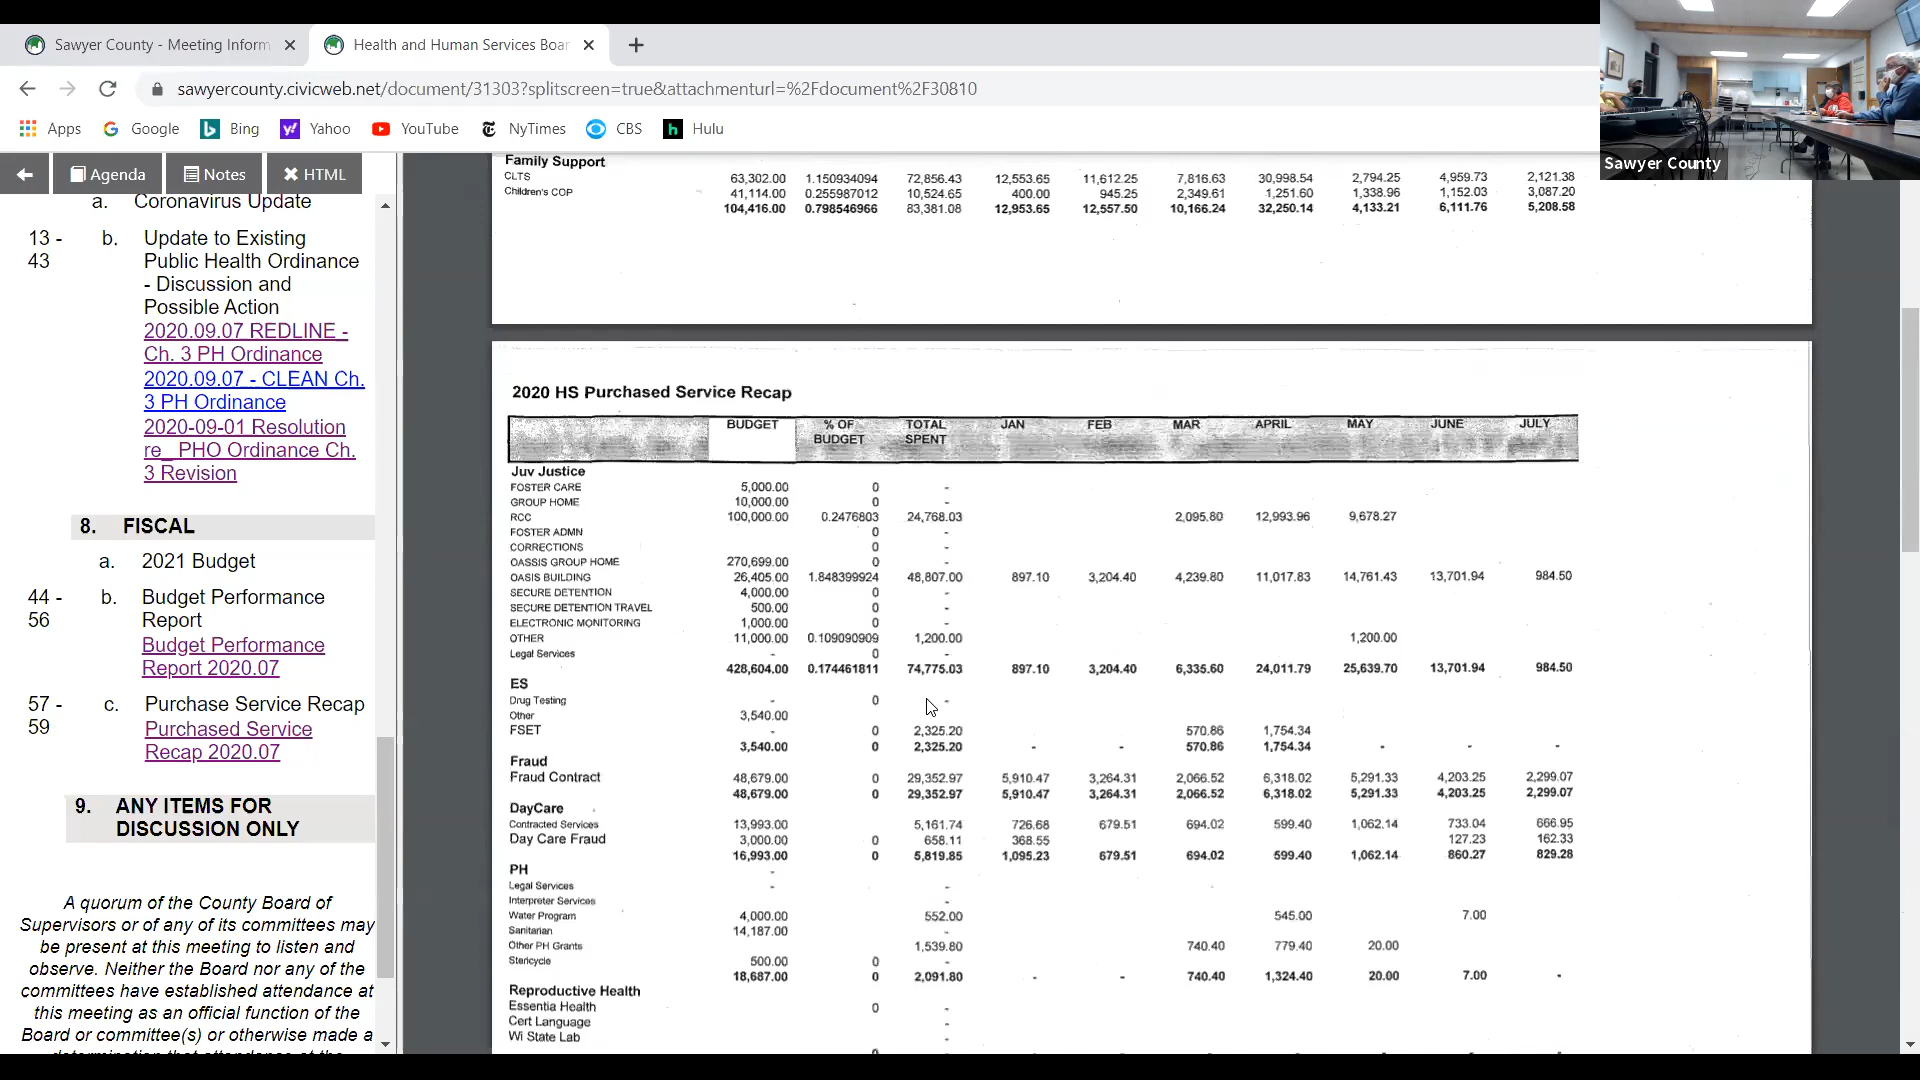 Sawyer County - Meeting Inform
Health and Human Services Boar
sawyercounty.civicweb.net/document/31303?splitscreen=true&attachmenturl=%2Fdocument%2F30810
Apps Google Bing Yahoo YouTube NyTimes CBS Hulu
Sawyer County
Agenda Notes HTML
a. Coronavirus Update
13 - b. Update to Existing
43 Public Health Ordinance
- Discussion and
Possible Action
2020.09.07 REDLINE -
Ch. 3 PH Ordinance
2020.09.07 - CLEAN Ch.
3 PH Ordinance
2020-09-01 Resolution
re_ PHO Ordinance Ch.
3 Revision
8. FISCAL
a. 2021 Budget
44 - b. Budget Performance
56 Report
Budget Performance
Report 2020.07
57 - c. Purchase Service Recap
59 Purchased Service
Recap 2020.07
9. ANY ITEMS FOR
DISCUSSION ONLY
A quorum of the County Board of
Supervisors or of any of its committees may
be present at this meeting to listen and
observe. Neither the Board nor any of the
committees have established attendance at
this meeting as an official function of the
Board or committee(s) or otherwise made a
Family Support
CLTS 63,302.00 1.150934094 72,856.43 12,553.65 11,612.25 7,816.63 30,998.54 2,794.25 4,959.73 2,121.38
Children's COP 41,114.00 0.255987012 10,524.65 400.00 945.25 2,349.61 1,251.60 1,338.96 1,152.03 3,087.20
104,416.00 0.798546966 83,381.08 12,953.65 12,557.50 10,166.24 32,250.14 4,133.21 6,111.76 5,208.58
2020 HS Purchased Service Recap
BUDGET % OF TOTAL JAN FEB MAR APRIL MAY JUNE JULY
BUDGET SPENT
Juv Justice
FOSTER CARE 5,000.00 0 -
GROUP HOME 10,000.00 0 -
RCC 100,000.00 0.2476803 24,768.03 2,095.80 12,993.96 9,678.27
FOSTER ADMN 0 -
CORRECTIONS 0 -
OASSIS GROUP HOME 270,699.00 0 -
OASIS BUILDING 26,405.00 1.848399924 48,807.00 897.10 3,204.40 4,239.80 11,017.83 14,761.43 13,701.94 984.50
SECURE DETENTION 4,000.00 0 -
SECURE DETENTION TRAVEL 500.00 0 -
ELECTRONIC MONITORING 1,000.00 0 -
OTHER 11,000.00 0.109090909 1,200.00 1,200.00
Legal Services - 0 -
428,604.00 0.174461811 74,775.03 897.10 3,204.40 6,335.60 24,011.79 25,639.70 13,701.94 984.50
ES
Drug Testing - 0 -
Other 3,540.00
FSET - 0 2,325.20 570.86 1,754.34
3,540.00 0 2,325.20 - - 570.86 1,754.34 - - -
Fraud
Fraud Contract 48,679.00 0 29,352.97 5,910.47 3,264.31 2,066.52 6,318.02 5,291.33 4,203.25 2,299.07
48,679.00 0 29,352.97 5,910.47 3,264.31 2,066.52 6,318.02 5,291.33 4,203.25 2,299.07
DayCare
Contracted Services 13,993.00 5,161.74 726.68 679.51 694.02 599.40 1,062.14 733.04 666.95
Day Care Fraud 3,000.00 0 658.11 368.55 127.23 162.33
16,993.00 0 5,819.85 1,095.23 679.51 694.02 599.40 1,062.14 860.27 829.28
PH -
Legal Services - -
Interpreter Services -
Water Program 4,000.00 552.00 545.00 7.00
Sanitarian 14,187.00 -
Other PH Grants 1,539.80 740.40 779.40 20.00
Stericycle 500.00 0 -
18,687.00 0 2,091.80 - - 740.40 1,324.40 20.00 7.00 -
Reproductive Health
Essentia Health 0 -
Cert Language -
Wi State Lab -